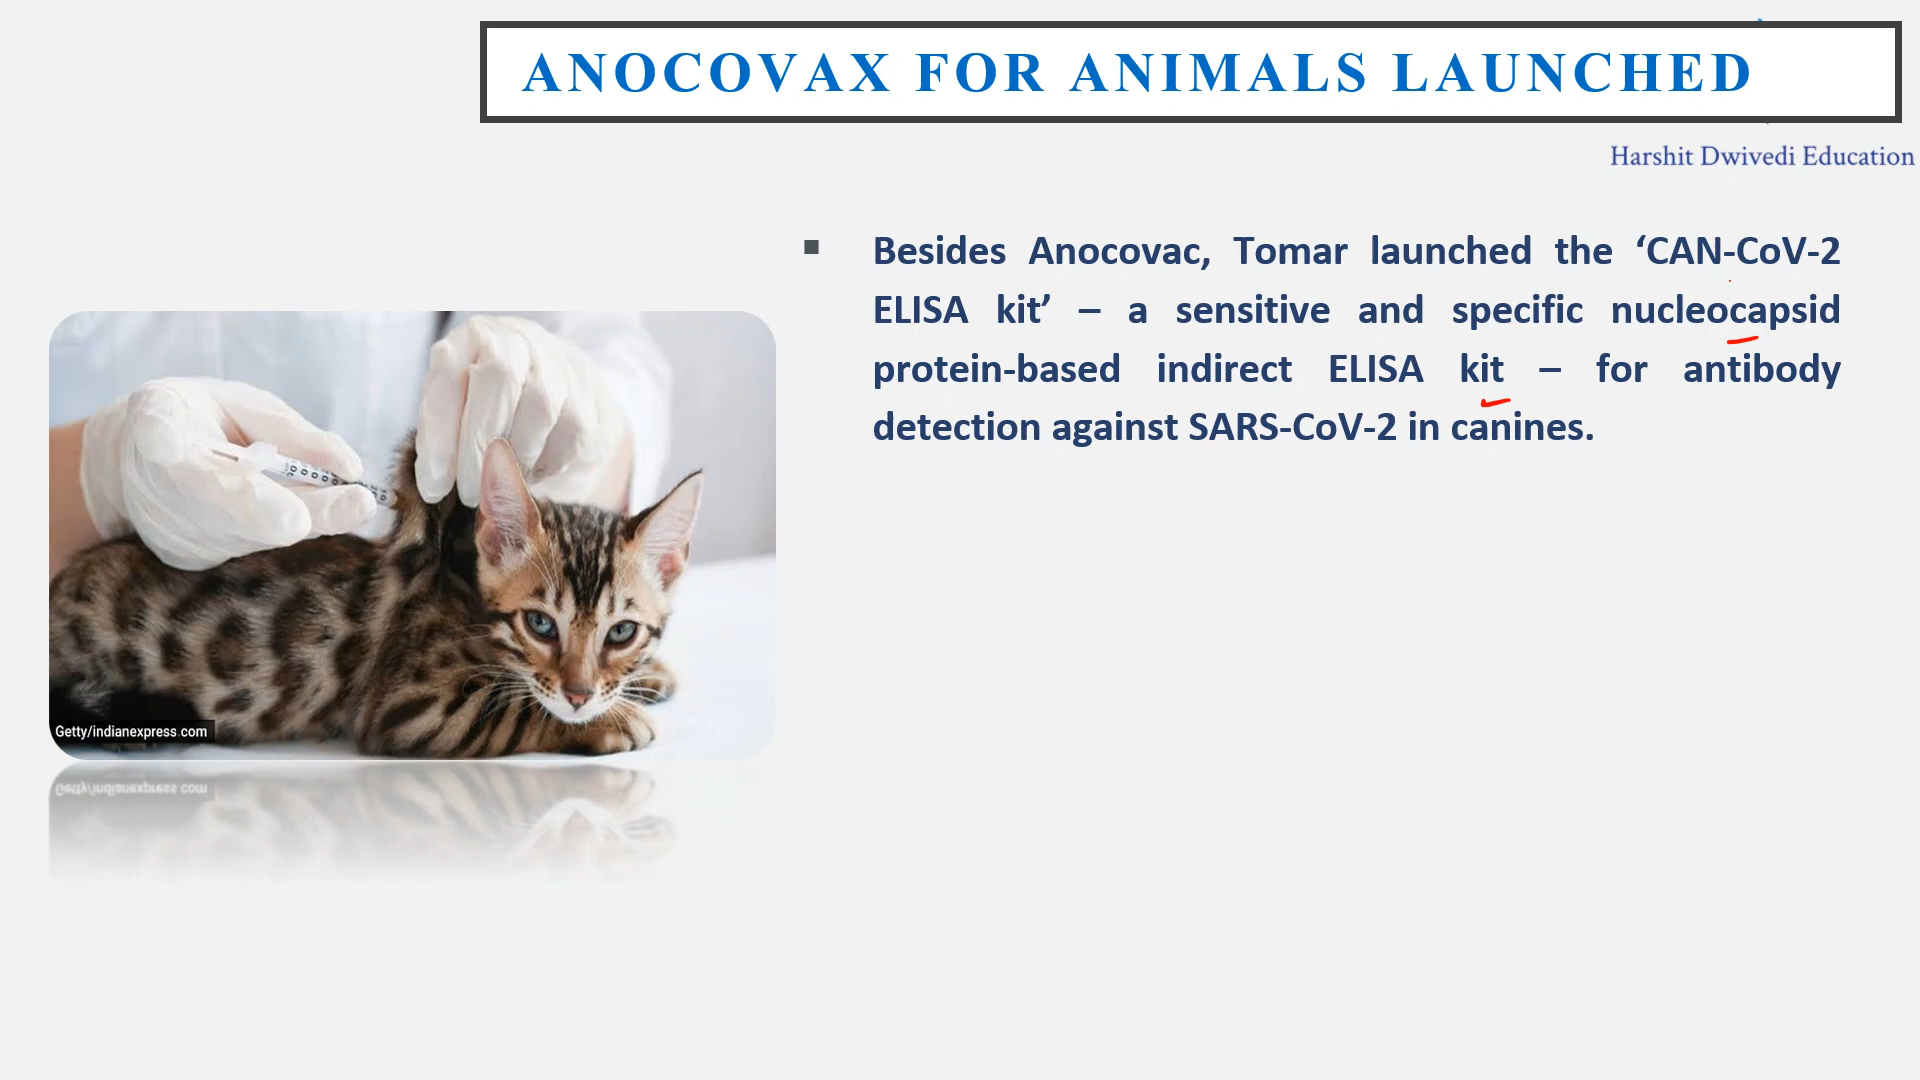 ANOCOVAX FOR ANIMALS LAUNCHED
Harshit Dwivedi Education
Besides Anocovac, Tomar launched the ‘CAN-CoV-2
ELISA kit’ – a sensitive and specific nucleocapsid
protein-based indirect ELISA kit – for antibody
detection against SARS-CoV-2 in canines.
Getty/indianexpress.com